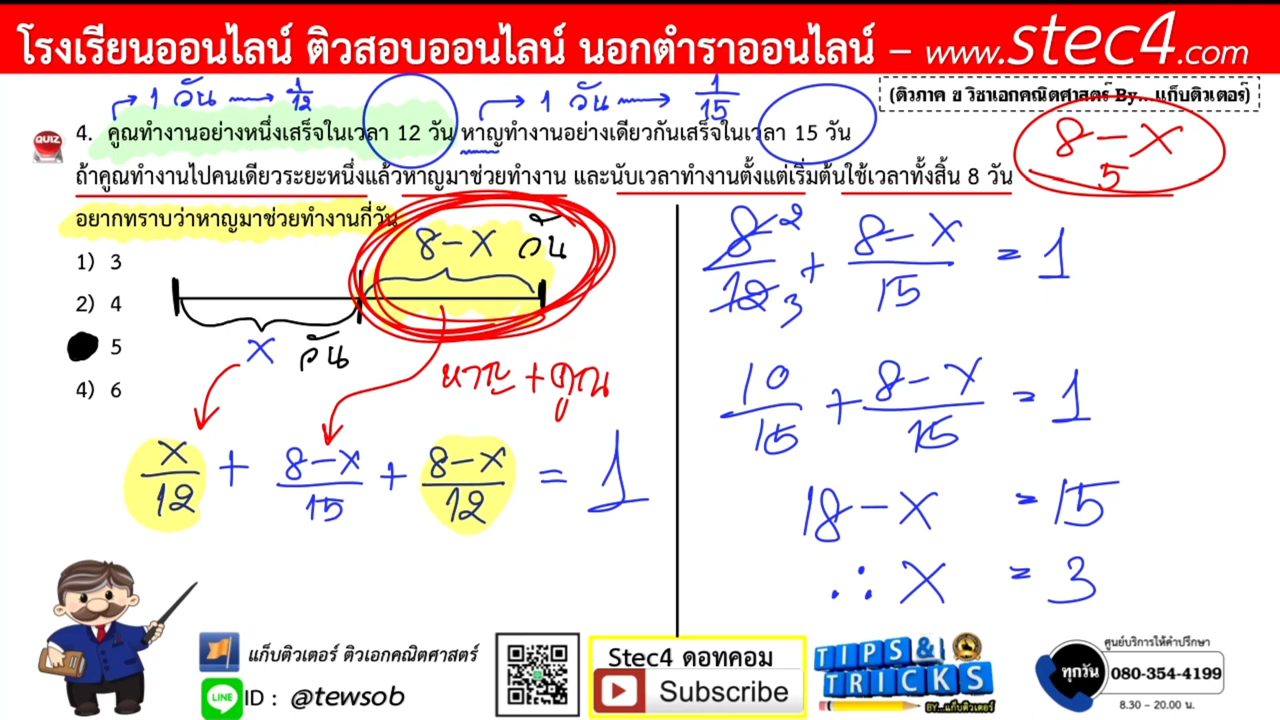 โรงเรียนออนไลน์ ติวสอบออนไลน์ นอกตำราออนไลน์ – www.stec4.com
(ติวภาค ข วิชาเอกคณิตศาสตร์ By.. แก็บติวเตอร์)
1 วัน → 1/12
1 วัน → 1/15
QUIZ
4. คูณทำงานอย่างหนึ่งเสร็จในเวลา 12 วัน หาญทำงานอย่างเดียวกันเสร็จในเวลา 15 วัน
ถ้าคูณทำงานไปคนเดียวระยะหนึ่งแล้วหาญมาช่วยทำงาน และนับเวลาทำงานตั้งแต่เริ่มต้นใช้เวลาทั้งสิ้น 8 วัน
8 – x
5
อยากทราบว่าหาญมาช่วยทำงานกี่วัน
1) 3
2) 4
5
4) 6
8 – x วัน
x วัน
หาญ + คูณ
x/12 + 8–x/15 + 8–x/12 = 1
8 2/12 3 + 8–x/15 = 1
10/15 + 8–x/15 = 1
18 – x = 15
∴ x = 3
แก็บติวเตอร์ ติวเอกคณิตศาสตร์
LINE ID : @tewsob
Stec4 ดอทคอม
Subscribe
TIPS & TRICKS
BY...แก็บติวเตอร์
ศูนย์บริการให้คำปรึกษา
ทุกวัน 080-354-4199
8.30 – 20.00 น.